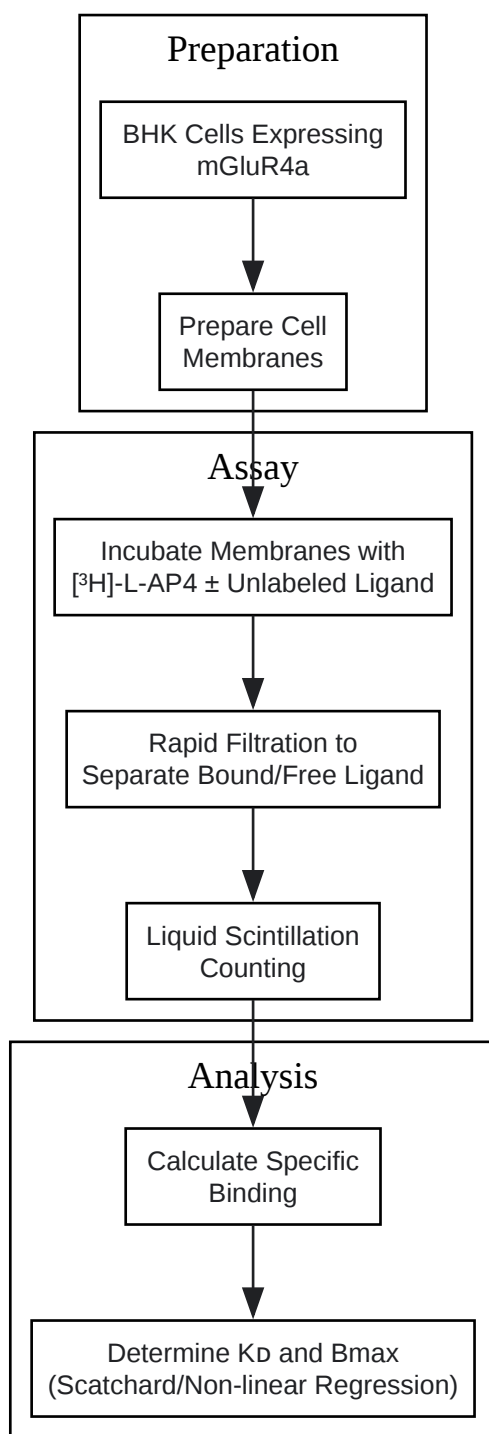 Preparation
BHK Cells Expressing
mGluR4a
Prepare Cell
Membranes
Assay
Incubate Membranes with
[³H]-L-AP4 ± Unlabeled Ligand
Rapid Filtration to
Separate Bound/Free Ligand
Liquid Scintillation
Counting
Analysis
Calculate Specific
Binding
Determine Kᴅ and Bmax
(Scatchard/Non-linear Regression)